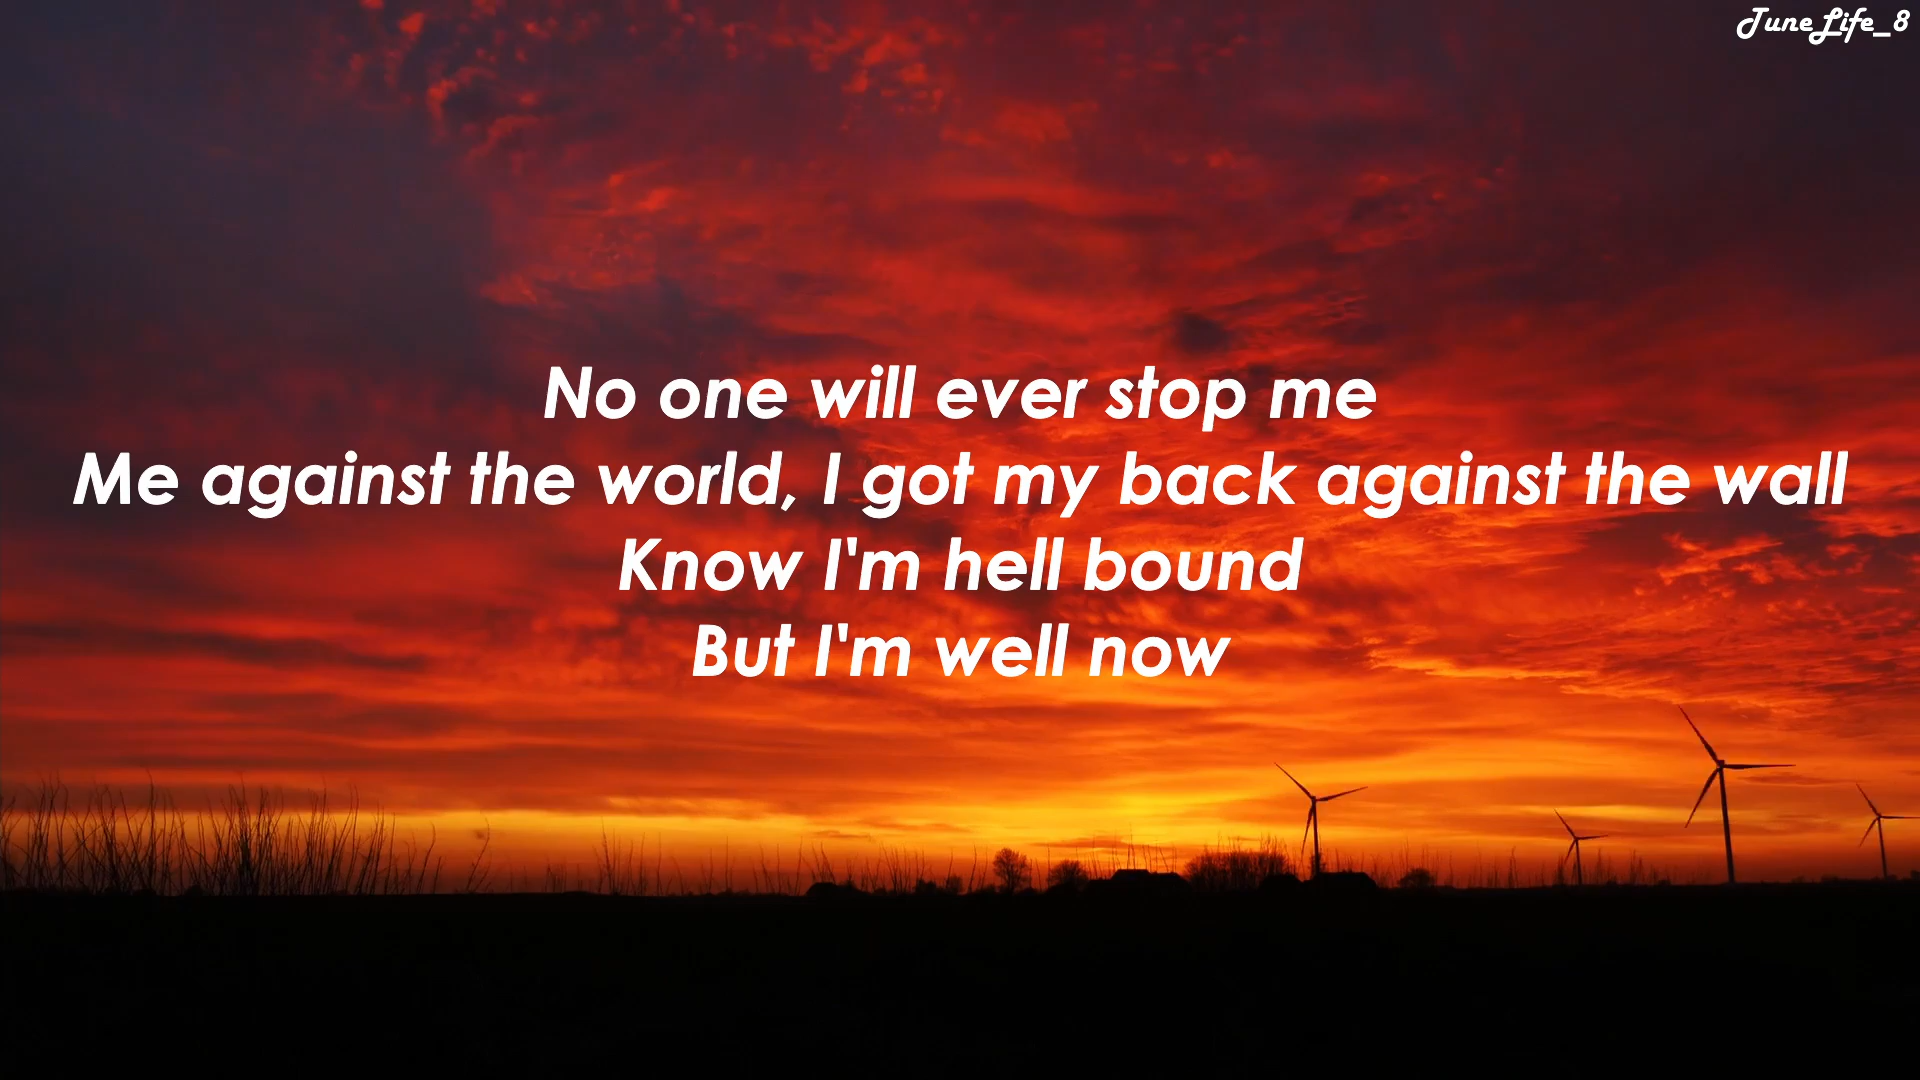 TuneLife_8
No one will ever stop me
Me against the world, I got my back against the wall
Know I'm hell bound
But I'm well now